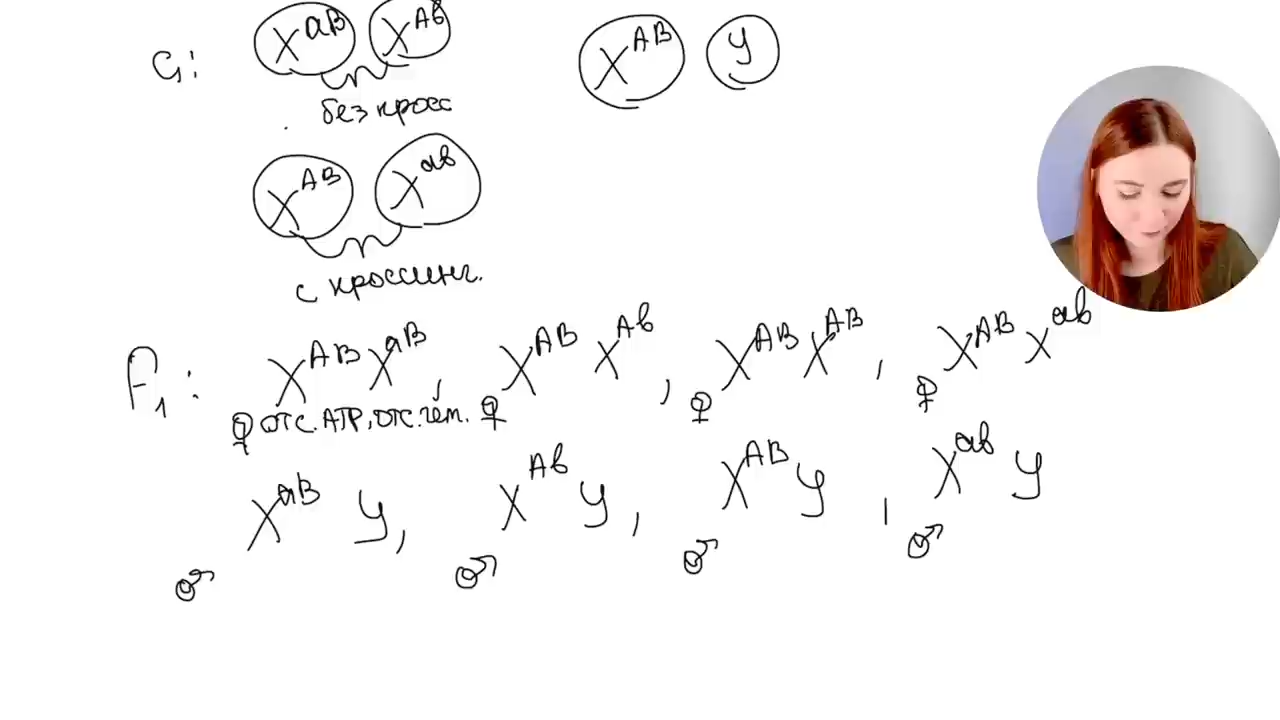 G: X^aB X^Ab X^AB У
без кросс
X^AB X^ab
с кроссинг.
F₁: X^AB X^aB, ♀ X^AB X^Ab, ♀ X^AB X^AB, ♀ X^AB X^ab
♀ отс. АТР, отс. гем.
X^aB У, X^Ab У, X^AB У, X^ab У
♂ ♂ ♂ ♂